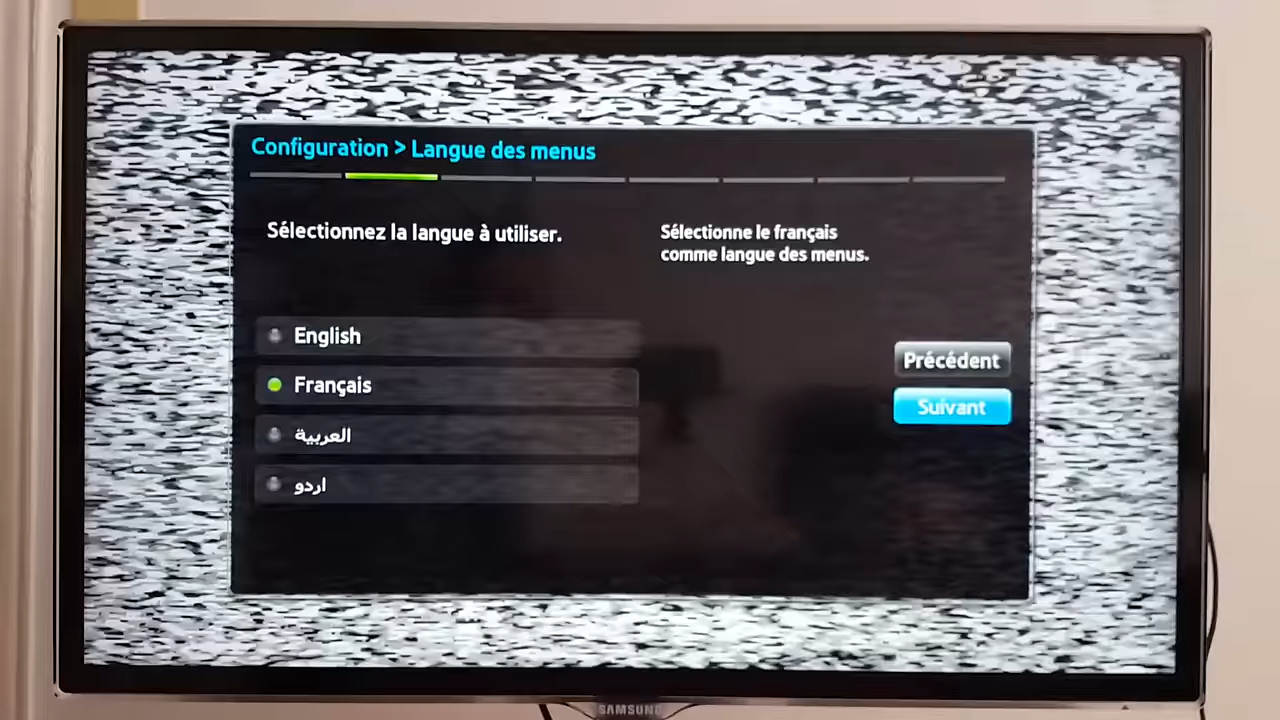 Configuration > Langue des menus
Sélectionnez la langue à utiliser.
Sélectionne le français
comme langue des menus.
English
Français
العربية
اردو
Précédent
Suivant
SAMSUNG